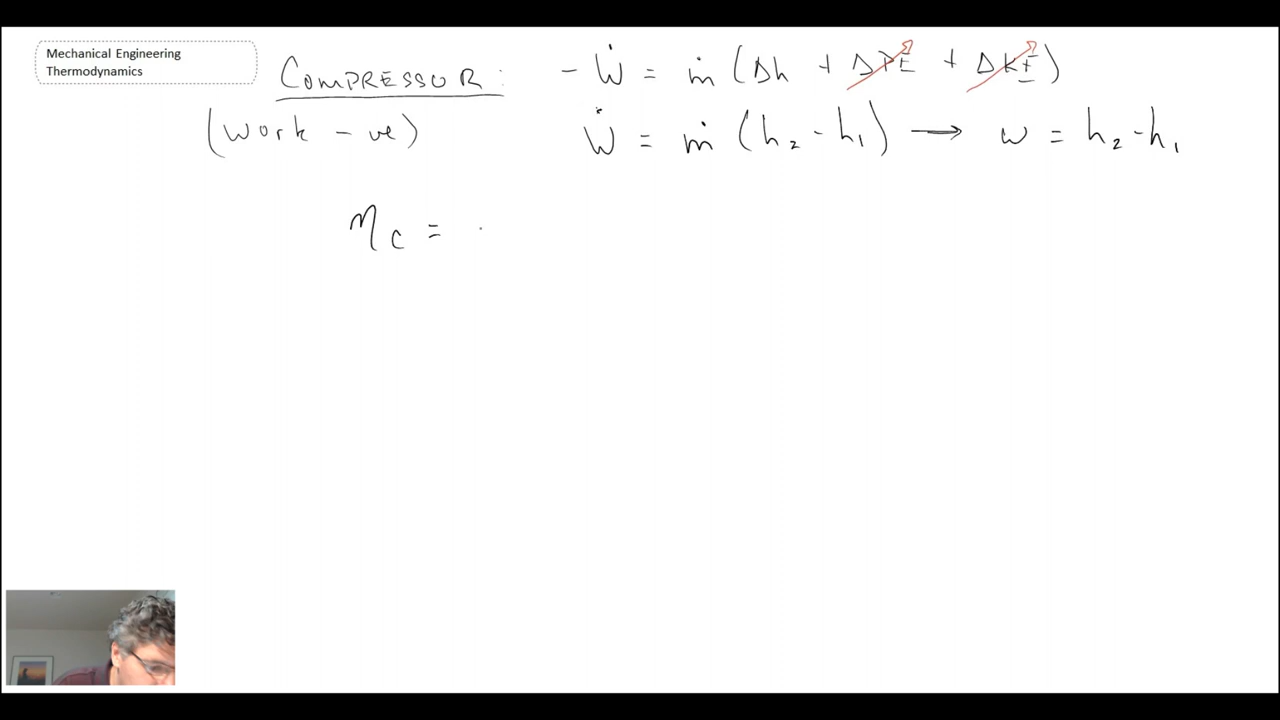 Mechanical Engineering
Thermodynamics
COMPRESSOR: -Ẇ = ṁ (Δh + ΔPE + ΔKE)
(work -ve) Ẇ = ṁ (h₂ - h₁) → w = h₂ - h₁
η_c =